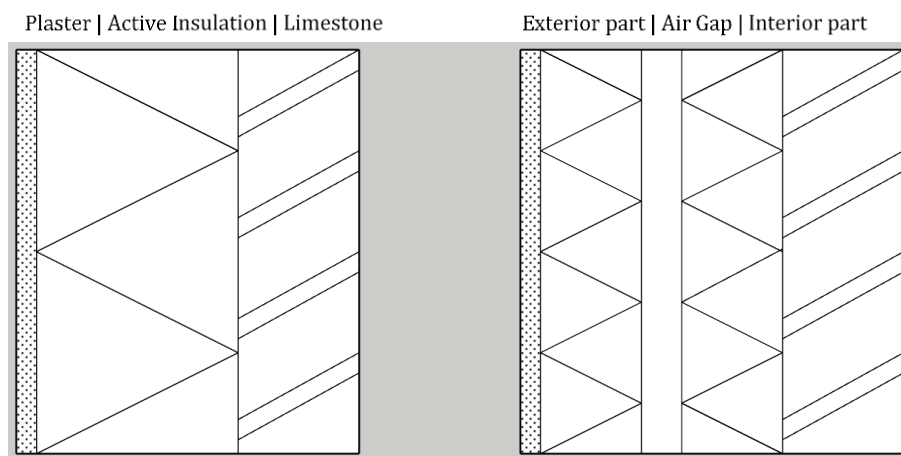 Plaster | Active Insulation | Limestone
Exterior part | Air Gap | Interior part